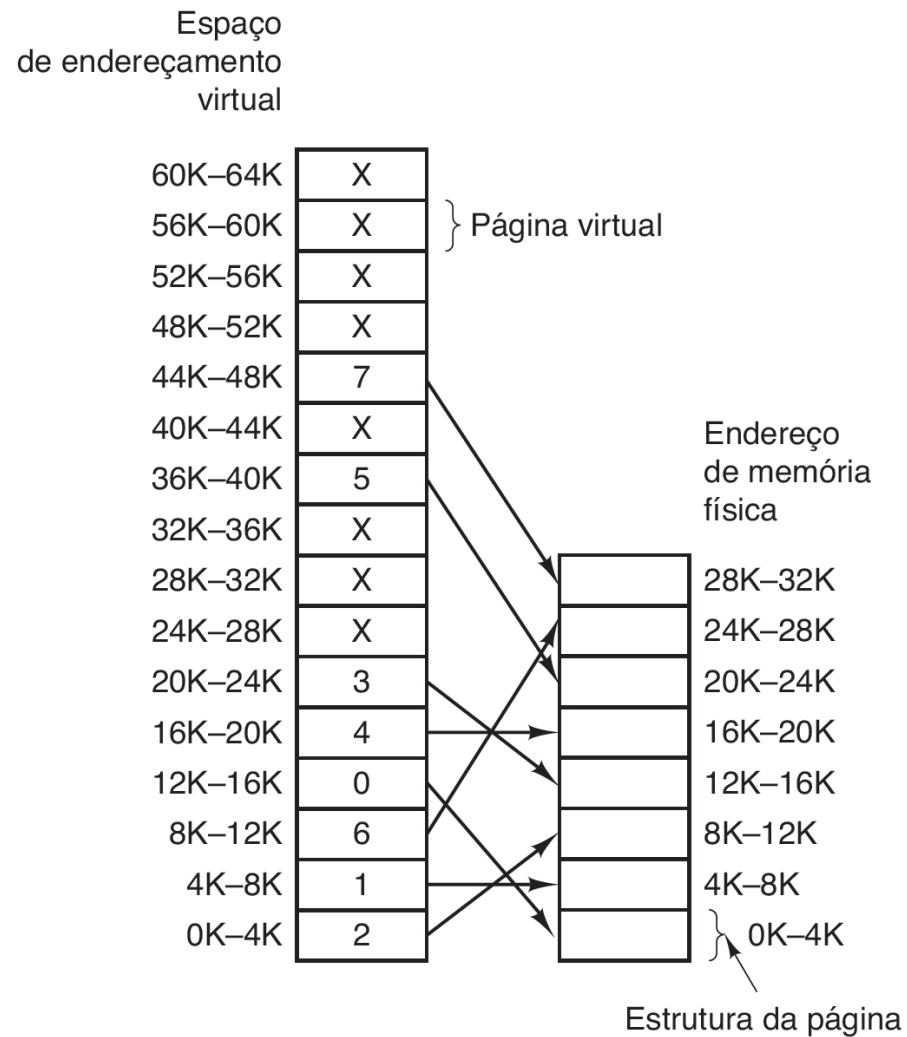 Espaço
de endereçamento
virtual
60K–64K X
56K–60K X Página virtual
52K–56K X
48K–52K X
44K–48K 7
40K–44K X
36K–40K 5
32K–36K X
28K–32K X
24K–28K X
20K–24K 3
16K–20K 4
12K–16K 0
8K–12K 6
4K–8K 1
0K–4K 2
Endereço
de memória
física
28K–32K
24K–28K
20K–24K
16K–20K
12K–16K
8K–12K
4K–8K
0K–4K
Estrutura da página